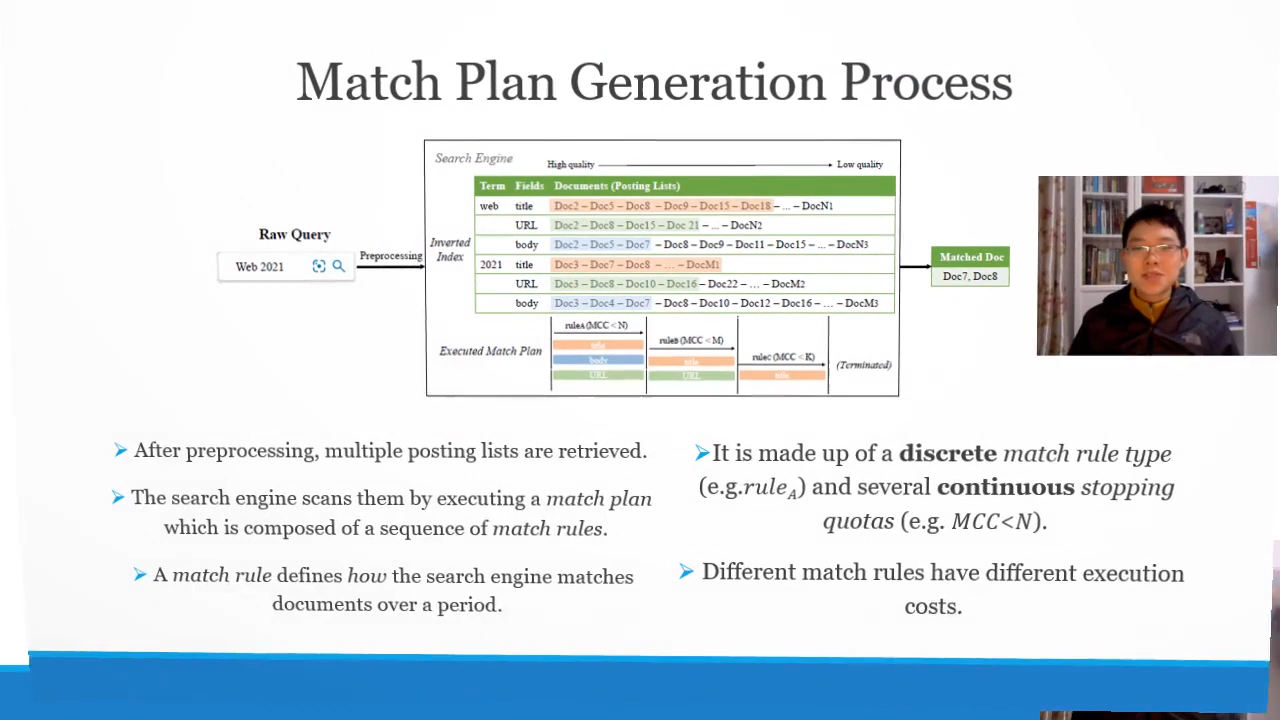 Match Plan Generation Process
Search Engine
High quality
Low quality
Term Fields Documents (Posting Lists)
web title Doc2 – Doc5 – Doc8 – Doc9 – Doc15 – Doc18 – ... – DocN1
URL Doc2 – Doc8 – Doc15 – Doc 21 – ... – DocN2
body Doc2 – Doc5 – Doc7 – Doc8 – Doc9 – Doc11 – Doc15 – ... – DocN3
2021 title Doc3 – Doc7 – Doc8 – ... – DocM1
URL Doc3 – Doc8 – Doc10 – Doc16 – Doc22 – ... – DocM2
body Doc3 – Doc4 – Doc7 – Doc8 – Doc10 – Doc12 – Doc16 – ... – DocM3
Inverted
Index
Raw Query
Web 2021
Preprocessing
Matched Doc
Doc7, Doc8
Executed Match Plan
ruleA (MCC < N)
title
body
URL
ruleB (MCC < M)
title
URL
ruleC (MCC < K)
title
(Terminated)
After preprocessing, multiple posting lists are retrieved.
The search engine scans them by executing a match plan
which is composed of a sequence of match rules.
A match rule defines how the search engine matches
documents over a period.
It is made up of a discrete match rule type
(e.g.rule_A) and several continuous stopping
quotas (e.g. MCC<N).
Different match rules have different execution
costs.